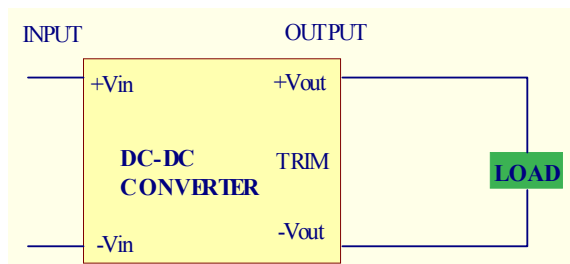 INPUT OUTPUT
+Vin +Vout
DC-DC TRIM
CONVERTER
LOAD
-Vin -Vout